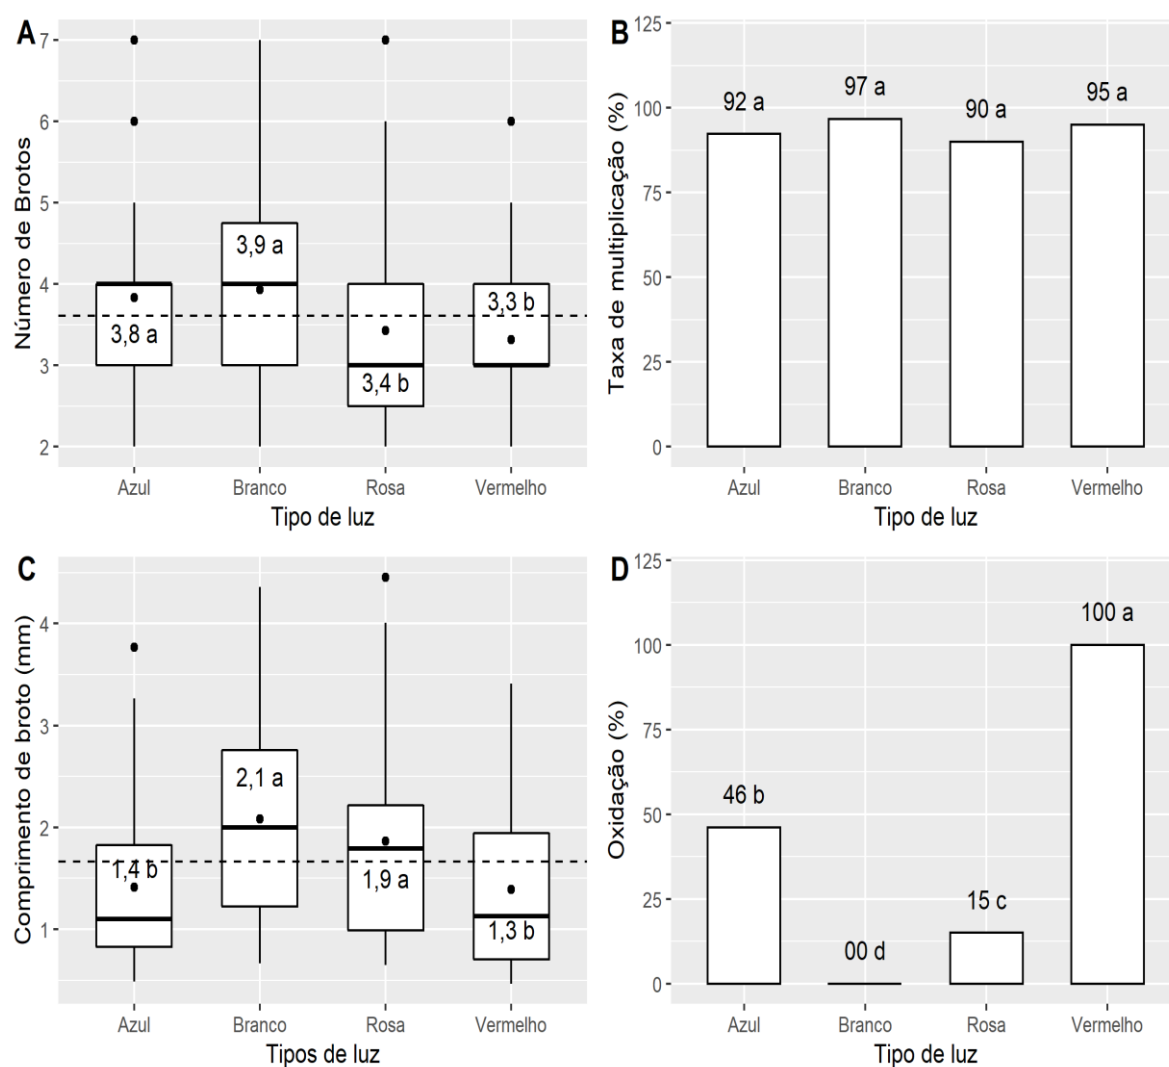 A
Número de Brotos
7
6
5
4
3
2
3,8 a
3,9 a
3,4 b
3,3 b
Azul Branco Rosa Vermelho
Tipo de luz
B
Taxa de multiplicação (%)
125
100
75
50
25
0
92 a
97 a
90 a
95 a
Azul Branco Rosa Vermelho
Tipo de luz
C
Comprimento de broto (mm)
4
3
2
1
1,4 b
2,1 a
1,9 a
1,3 b
Azul Branco Rosa Vermelho
Tipos de luz
D
Oxidação (%)
125
100
75
50
25
0
46 b
00 d
15 c
100 a
Azul Branco Rosa Vermelho
Tipo de luz